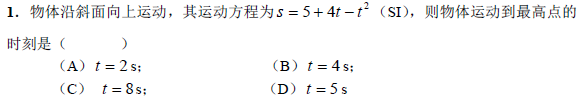 1. 物体沿斜面向上运动，其运动方程为 s = 5 + 4t − t² （SI），则物体运动到最高点的
时刻是（　　　）
（A）t = 2 s; （B）t = 4 s;
（C） t = 8 s; （D）t = 5 s